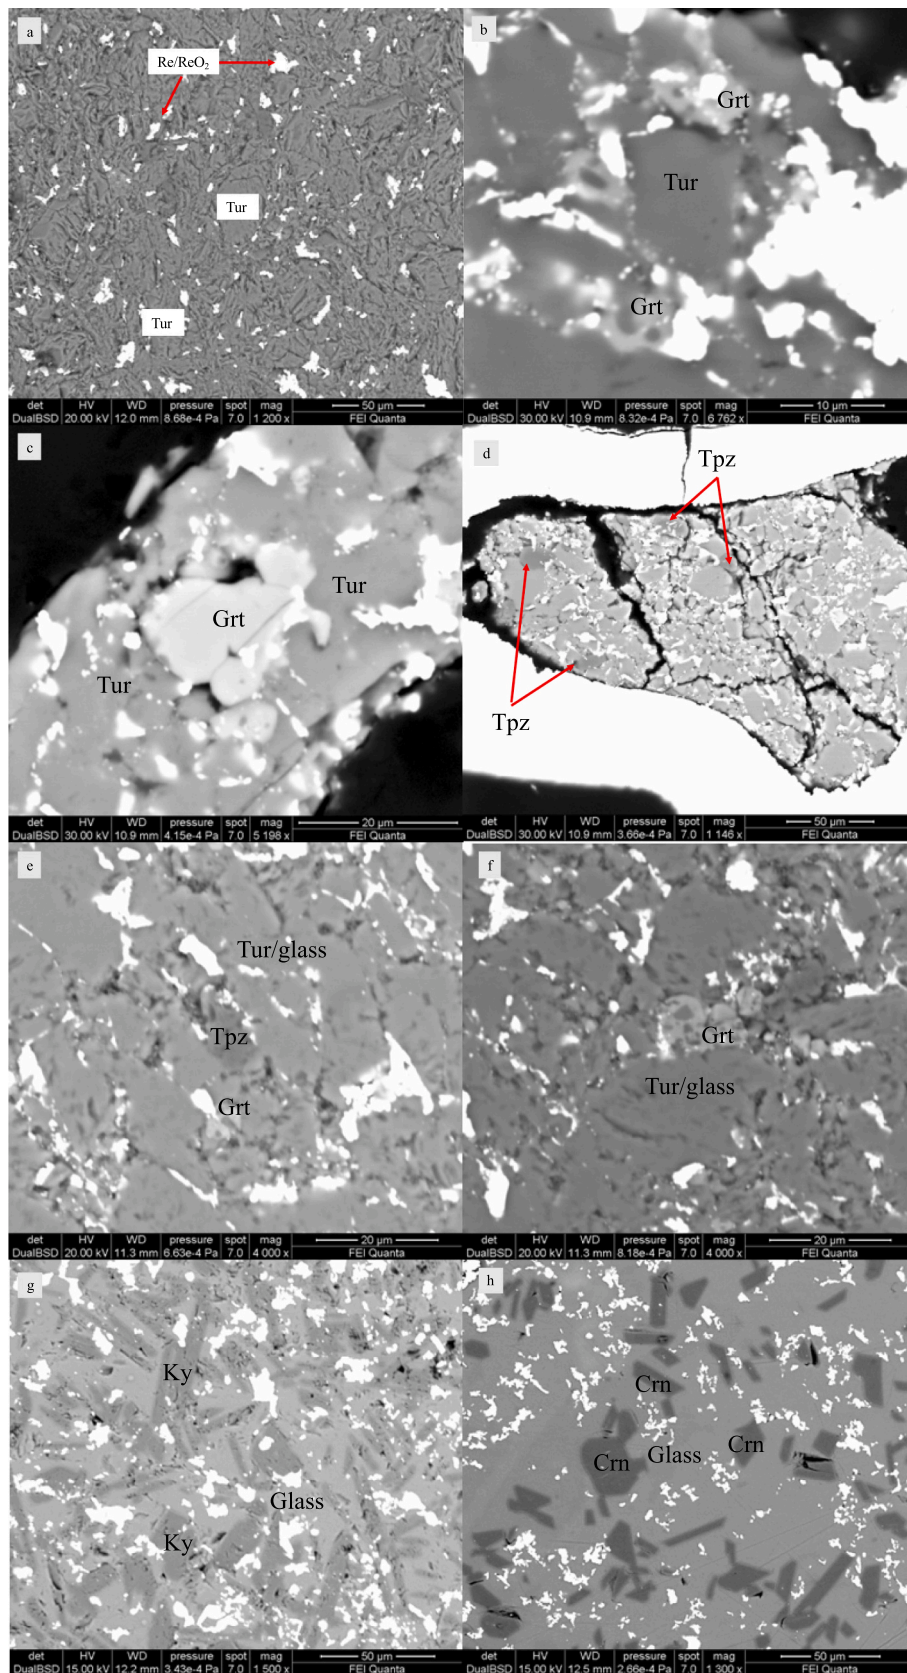 a
Re/ReO₂
Tur
Tur
det HV WD pressure spot mag 50 µm
DualBSD 20.00 kV 12.0 mm 8.68e-4 Pa 7.0 1 200 x FEI Quanta
b
Grt
Tur
Grt
det HV WD pressure spot mag 10 µm
DualBSD 30.00 kV 10.9 mm 8.32e-4 Pa 7.0 6 762 x FEI Quanta
c
Tur
Grt
Tur
det HV WD pressure spot mag 20 µm
DualBSD 30.00 kV 10.9 mm 4.15e-4 Pa 7.0 5 198 x FEI Quanta
d
Tpz
Tpz
det HV WD pressure spot mag 50 µm
DualBSD 30.00 kV 10.9 mm 3.66e-4 Pa 7.0 1 146 x FEI Quanta
e
Tur/glass
Tpz
Grt
det HV WD pressure spot mag 20 µm
DualBSD 20.00 kV 11.3 mm 6.63e-4 Pa 7.0 4 000 x FEI Quanta
f
Grt
Tur/glass
det HV WD pressure spot mag 20 µm
DualBSD 20.00 kV 11.3 mm 8.18e-4 Pa 7.0 4 000 x FEI Quanta
g
Ky
Glass
Ky
det HV WD pressure spot mag 50 µm
DualBSD 15.00 kV 12.2 mm 3.43e-4 Pa 7.0 1 500 x FEI Quanta
h
Crn
Crn Glass Crn
det HV WD pressure spot mag 50 µm
DualBSD 15.00 kV 12.5 mm 2.66e-4 Pa 7.0 1 300 x FEI Quanta